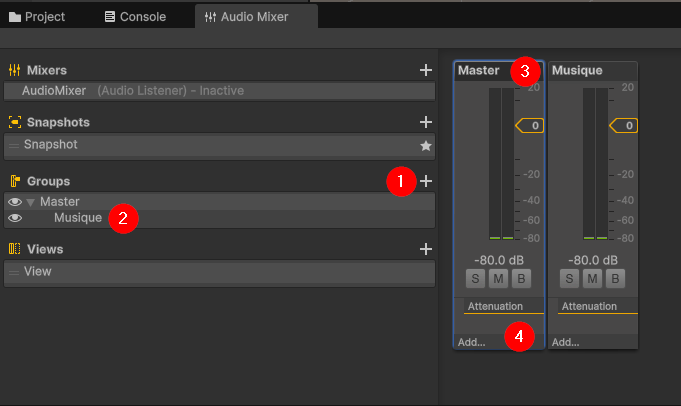 Project Console Audio Mixer
Mixers +
AudioMixer (Audio Listener) - Inactive
Snapshots +
Snapshot
Groups 1 +
Master
Musique 2
Views +
View
Master 3 Musique
20 20
0 0
-20 -20
-40 -40
-60 -60
-80 -80
-80.0 dB -80.0 dB
S M B S M B
Attenuation Attenuation
Add... 4 Add...